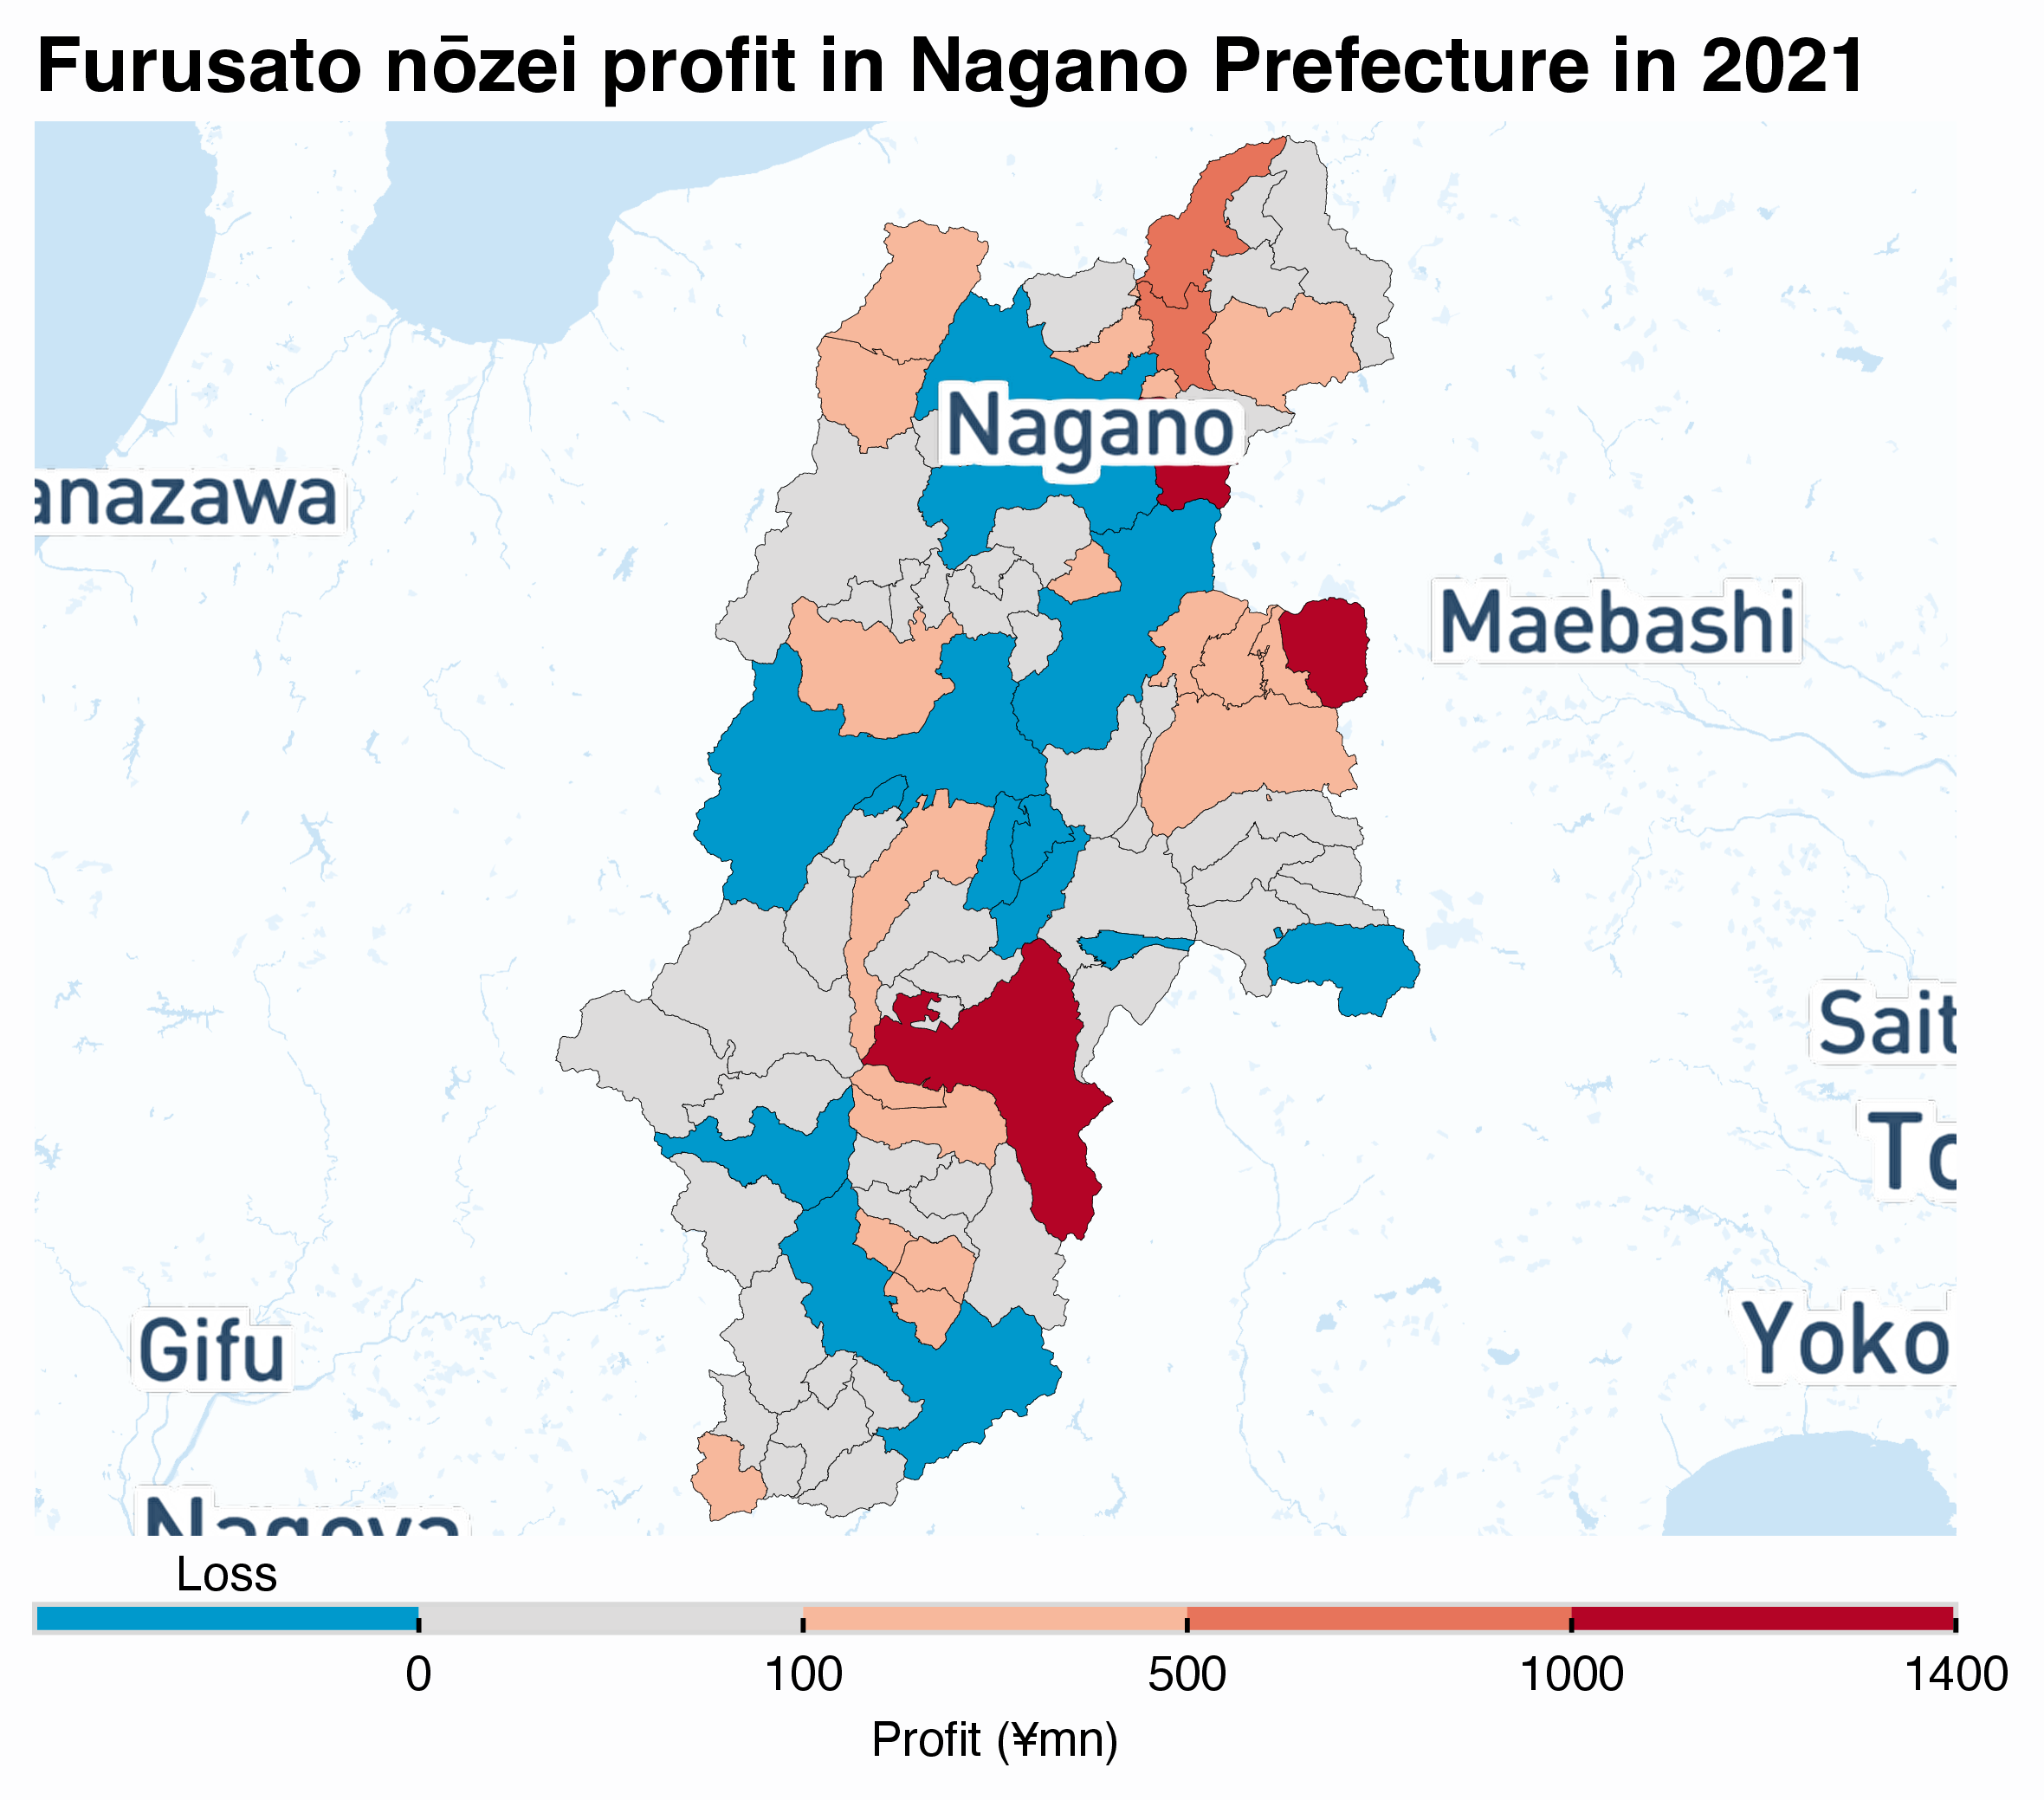 Furusato nōzei profit in Nagano Prefecture in 2021
Nagano
anazawa
Maebashi
Sait
To
Gifu
Yoko
Nagoya
Loss
0 100 500 1000 1400
Profit (¥mn)